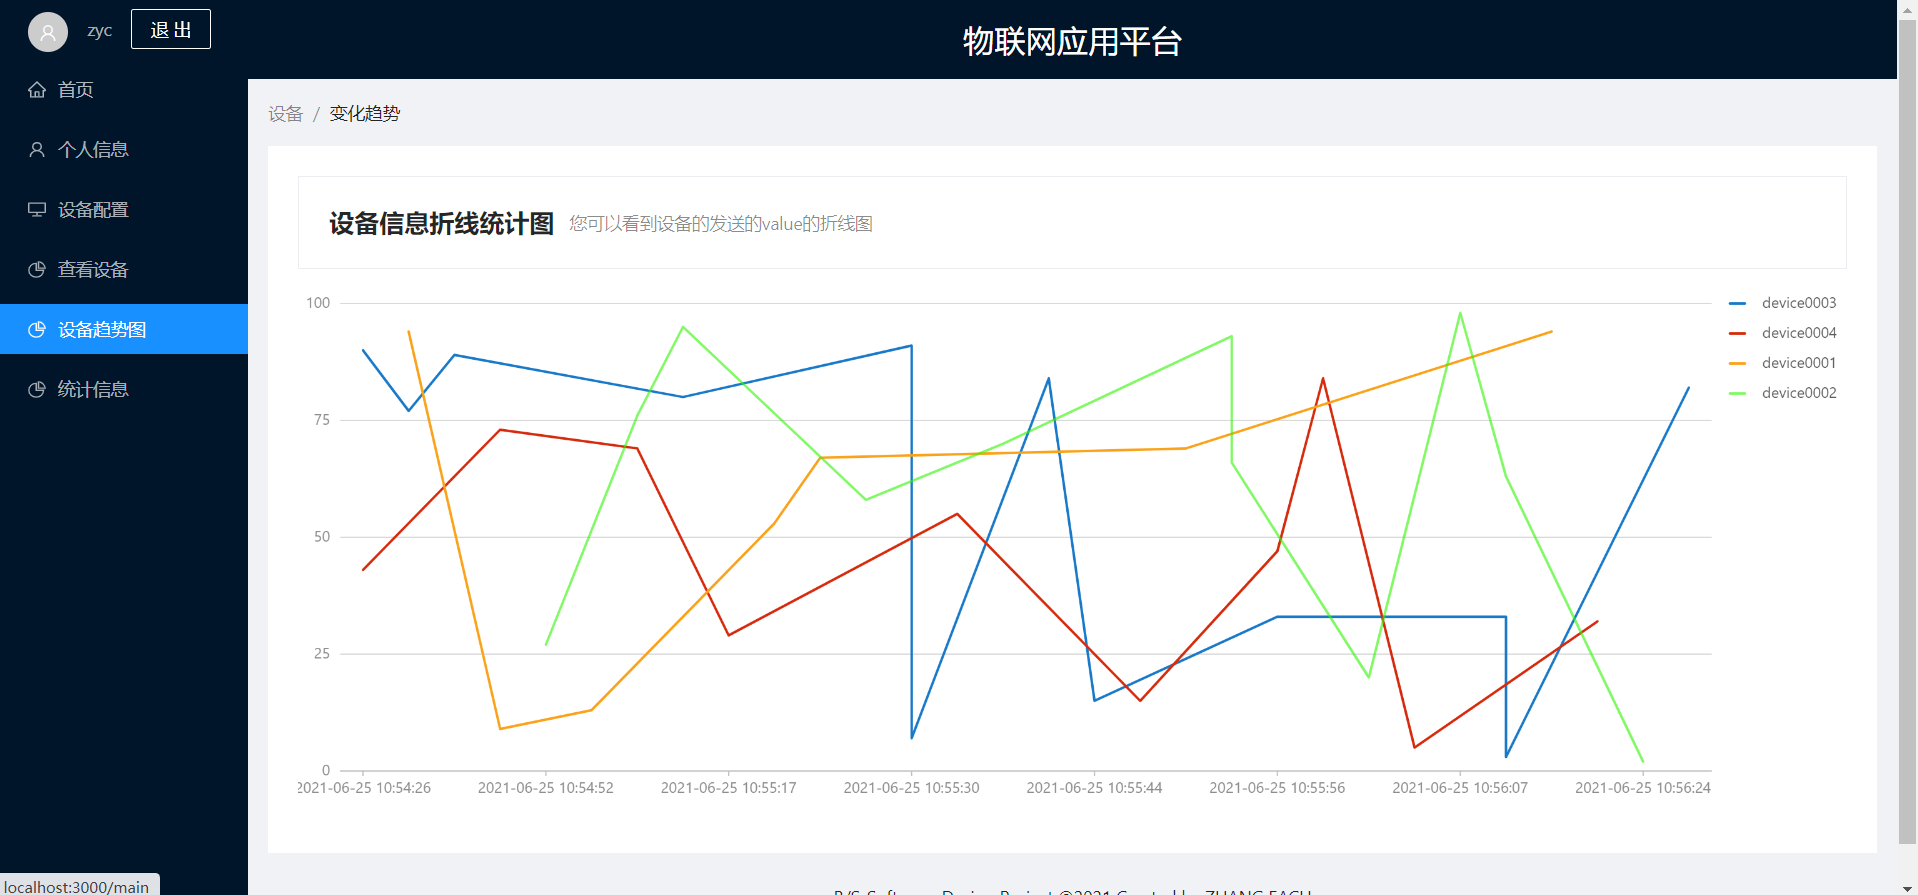 zyc
退 出
物联网应用平台
首页
个人信息
设备配置
查看设备
设备趋势图
统计信息
设备 / 变化趋势
设备信息折线统计图 您可以看到设备的发送的value的折线图
100
75
50
25
0
2021-06-25 10:54:26 2021-06-25 10:54:52 2021-06-25 10:55:17 2021-06-25 10:55:30 2021-06-25 10:55:44 2021-06-25 10:55:56 2021-06-25 10:56:07 2021-06-25 10:56:24
device0003
device0004
device0001
device0002
localhost:3000/main